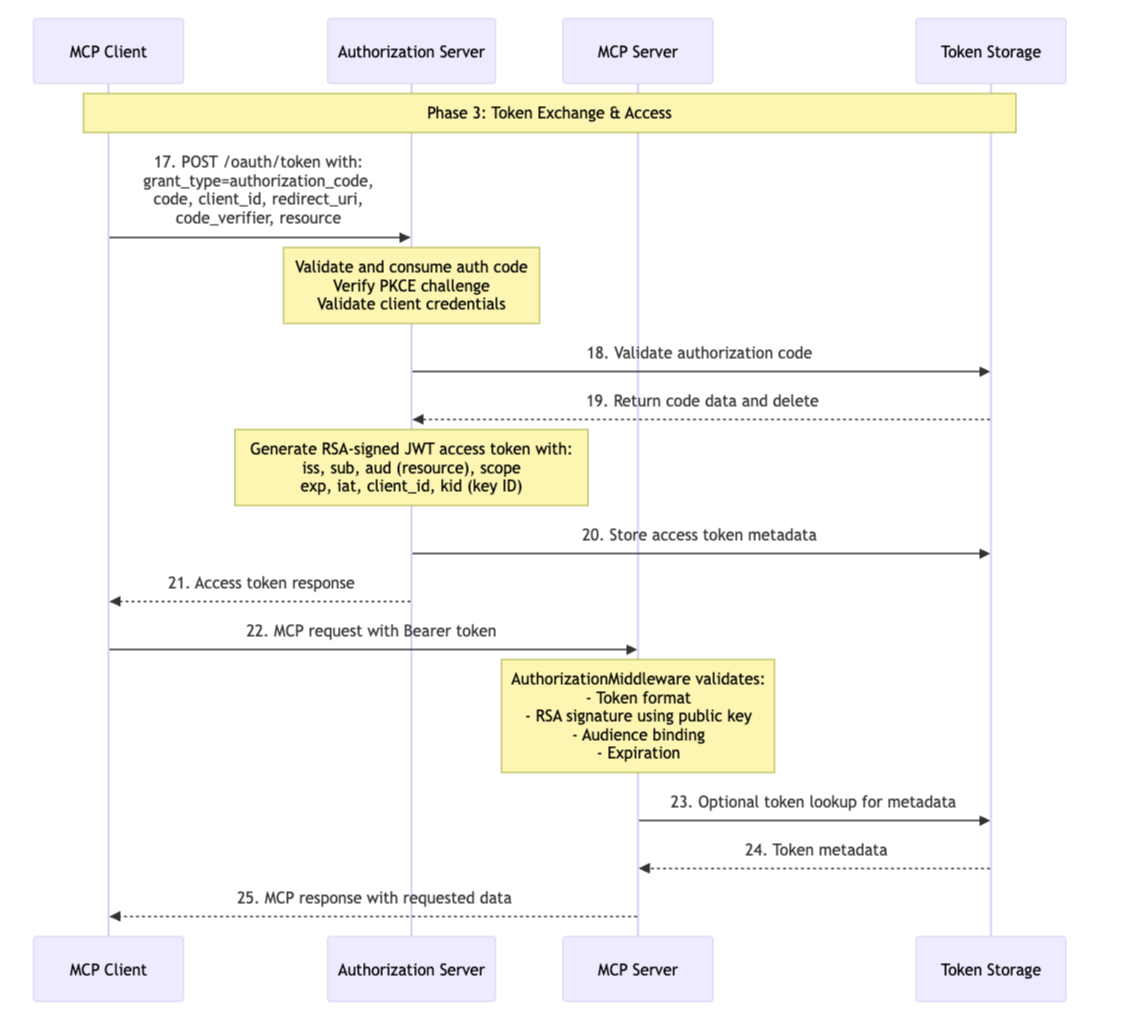 MCP Client
Authorization Server
MCP Server
Token Storage
Phase 3: Token Exchange & Access
17. POST /oauth/token with:
grant_type=authorization_code,
code, client_id, redirect_uri,
code_verifier, resource
Validate and consume auth code
Verify PKCE challenge
Validate client credentials
18. Validate authorization code
19. Return code data and delete
Generate RSA-signed JWT access token with:
iss, sub, aud (resource), scope
exp, iat, client_id, kid (key ID)
20. Store access token metadata
21. Access token response
22. MCP request with Bearer token
AuthorizationMiddleware validates:
- Token format
- RSA signature using public key
- Audience binding
- Expiration
23. Optional token lookup for metadata
24. Token metadata
25. MCP response with requested data
MCP Client
Authorization Server
MCP Server
Token Storage